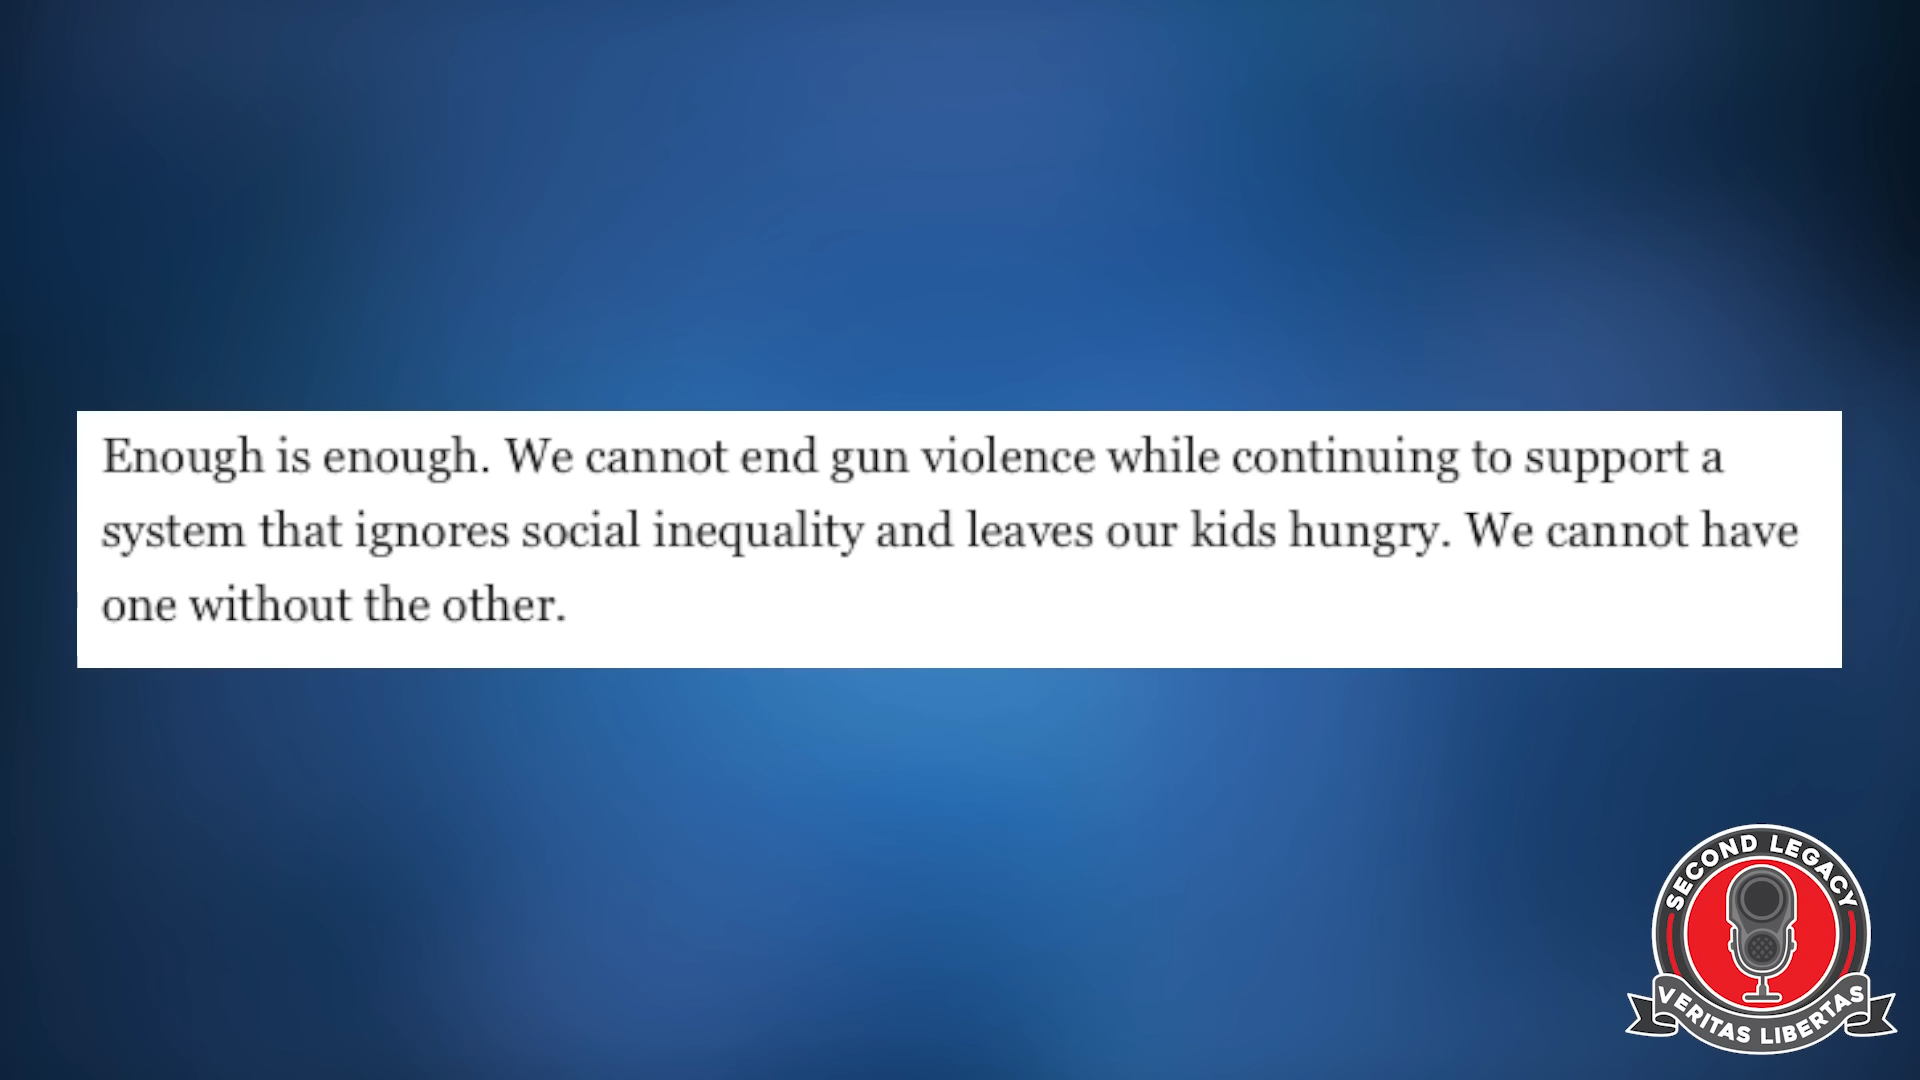 Enough is enough. We cannot end gun violence while continuing to support a
system that ignores social inequality and leaves our kids hungry. We cannot have
one without the other.
SECOND LEGACY
VERITAS LIBERTAS